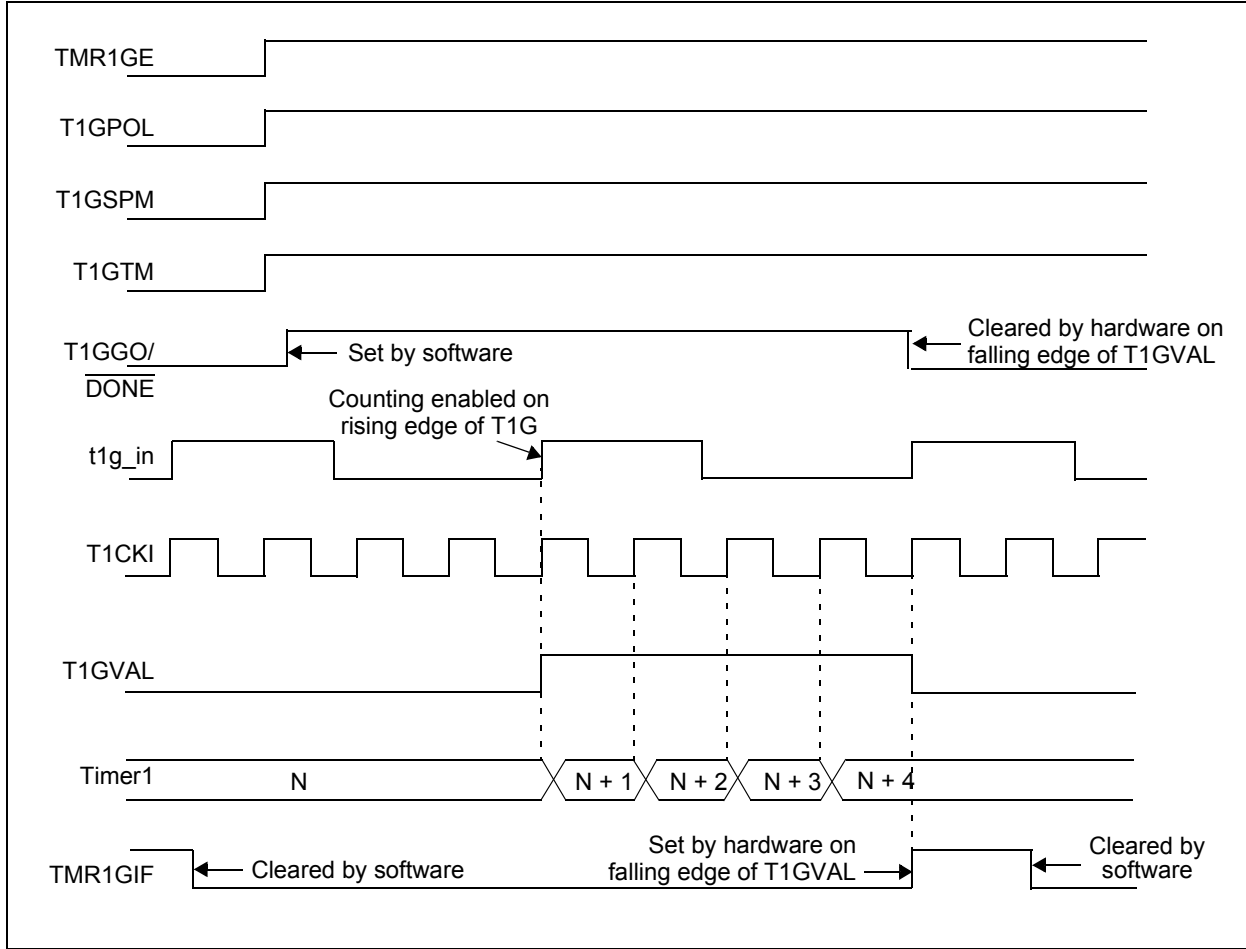 TMR1GE
T1GPOL
T1GSPM
T1GTM
T1GGO/
DONE
Set by software
Cleared by hardware on
falling edge of T1GVAL
Counting enabled on
rising edge of T1G
t1g_in
T1CKI
T1GVAL
Timer1
N
N + 1
N + 2
N + 3
N + 4
TMR1GIF
Cleared by software
Set by hardware on
falling edge of T1GVAL
Cleared by
software